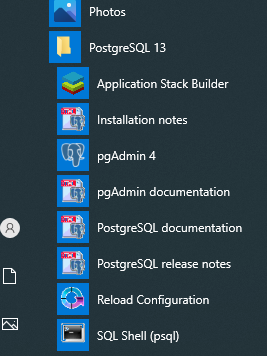 Photos
PostgreSQL 13
Application Stack Builder
Installation notes
pgAdmin 4
pgAdmin documentation
PostgreSQL documentation
PostgreSQL release notes
Reload Configuration
SQL Shell (psql)